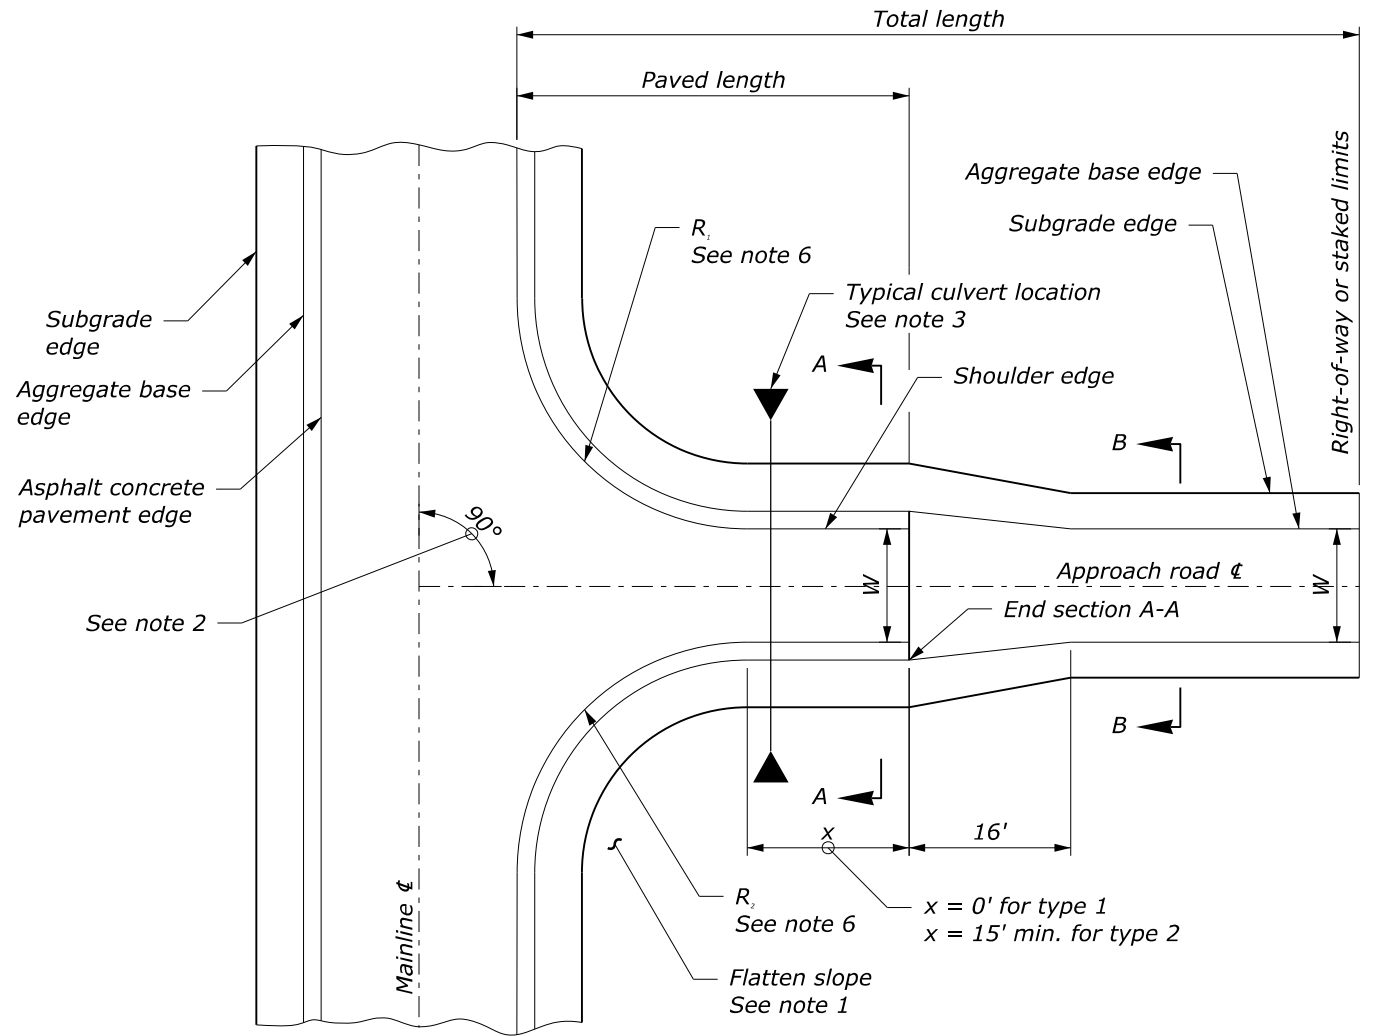 Total length
Paved length
Right-of-way or staked limits
Aggregate base edge
Subgrade edge
R₁
See note 6
Typical culvert location
See note 3
Subgrade
edge
A
Shoulder edge
Aggregate base
edge
B
Asphalt concrete
pavement edge
90°
W
Approach road ℄
W
End section A-A
See note 2
B
A
x
16'
Mainline ℄
R₂
See note 6
x = 0' for type 1
x = 15' min. for type 2
Flatten slope
See note 1